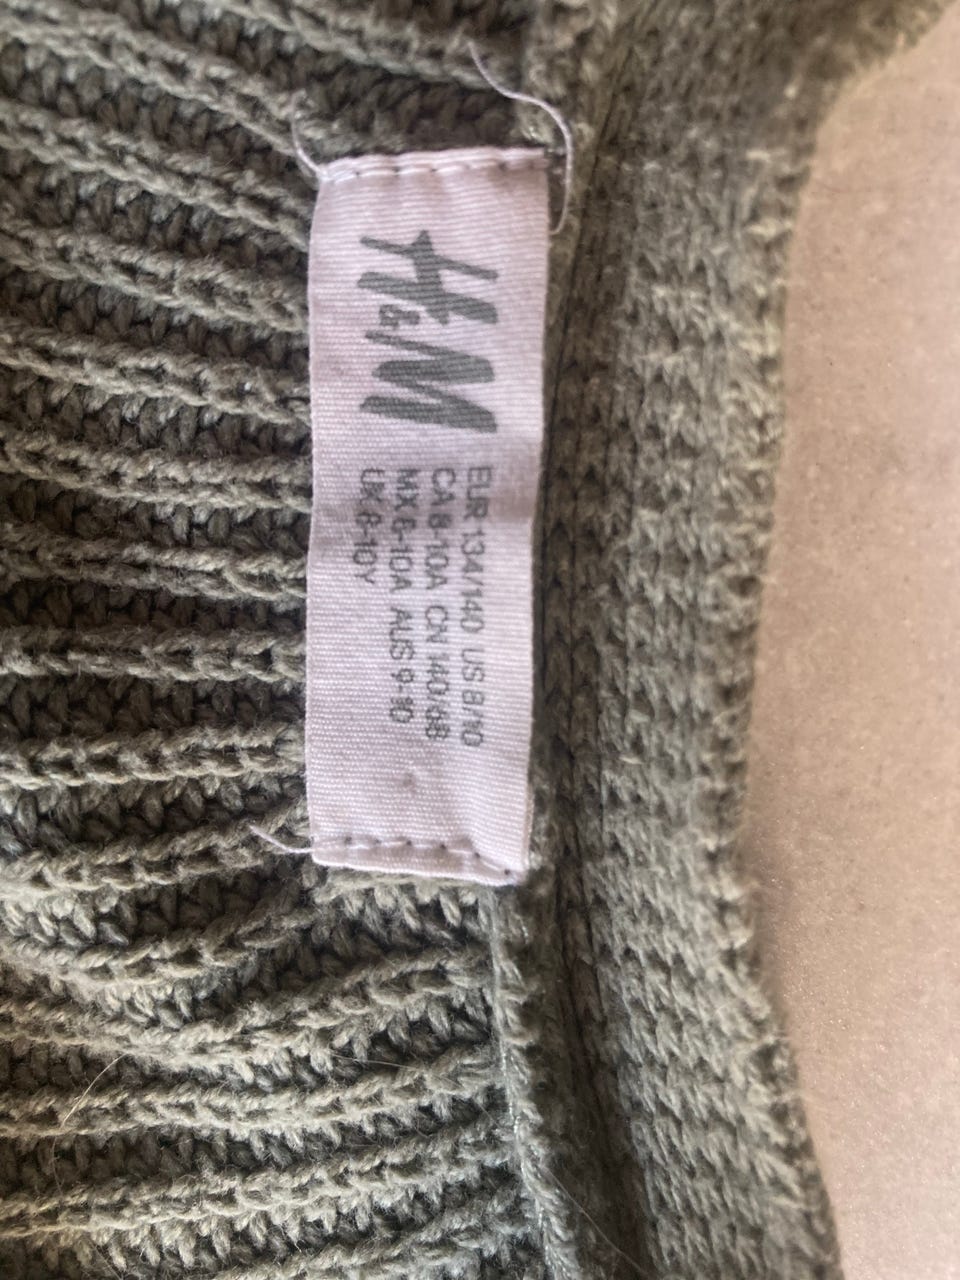 H&M
EUR 134/140 US 8/10
CA 8-10A CN 140/68
MX 8-10A AUS 9-10
UK 8-10Y